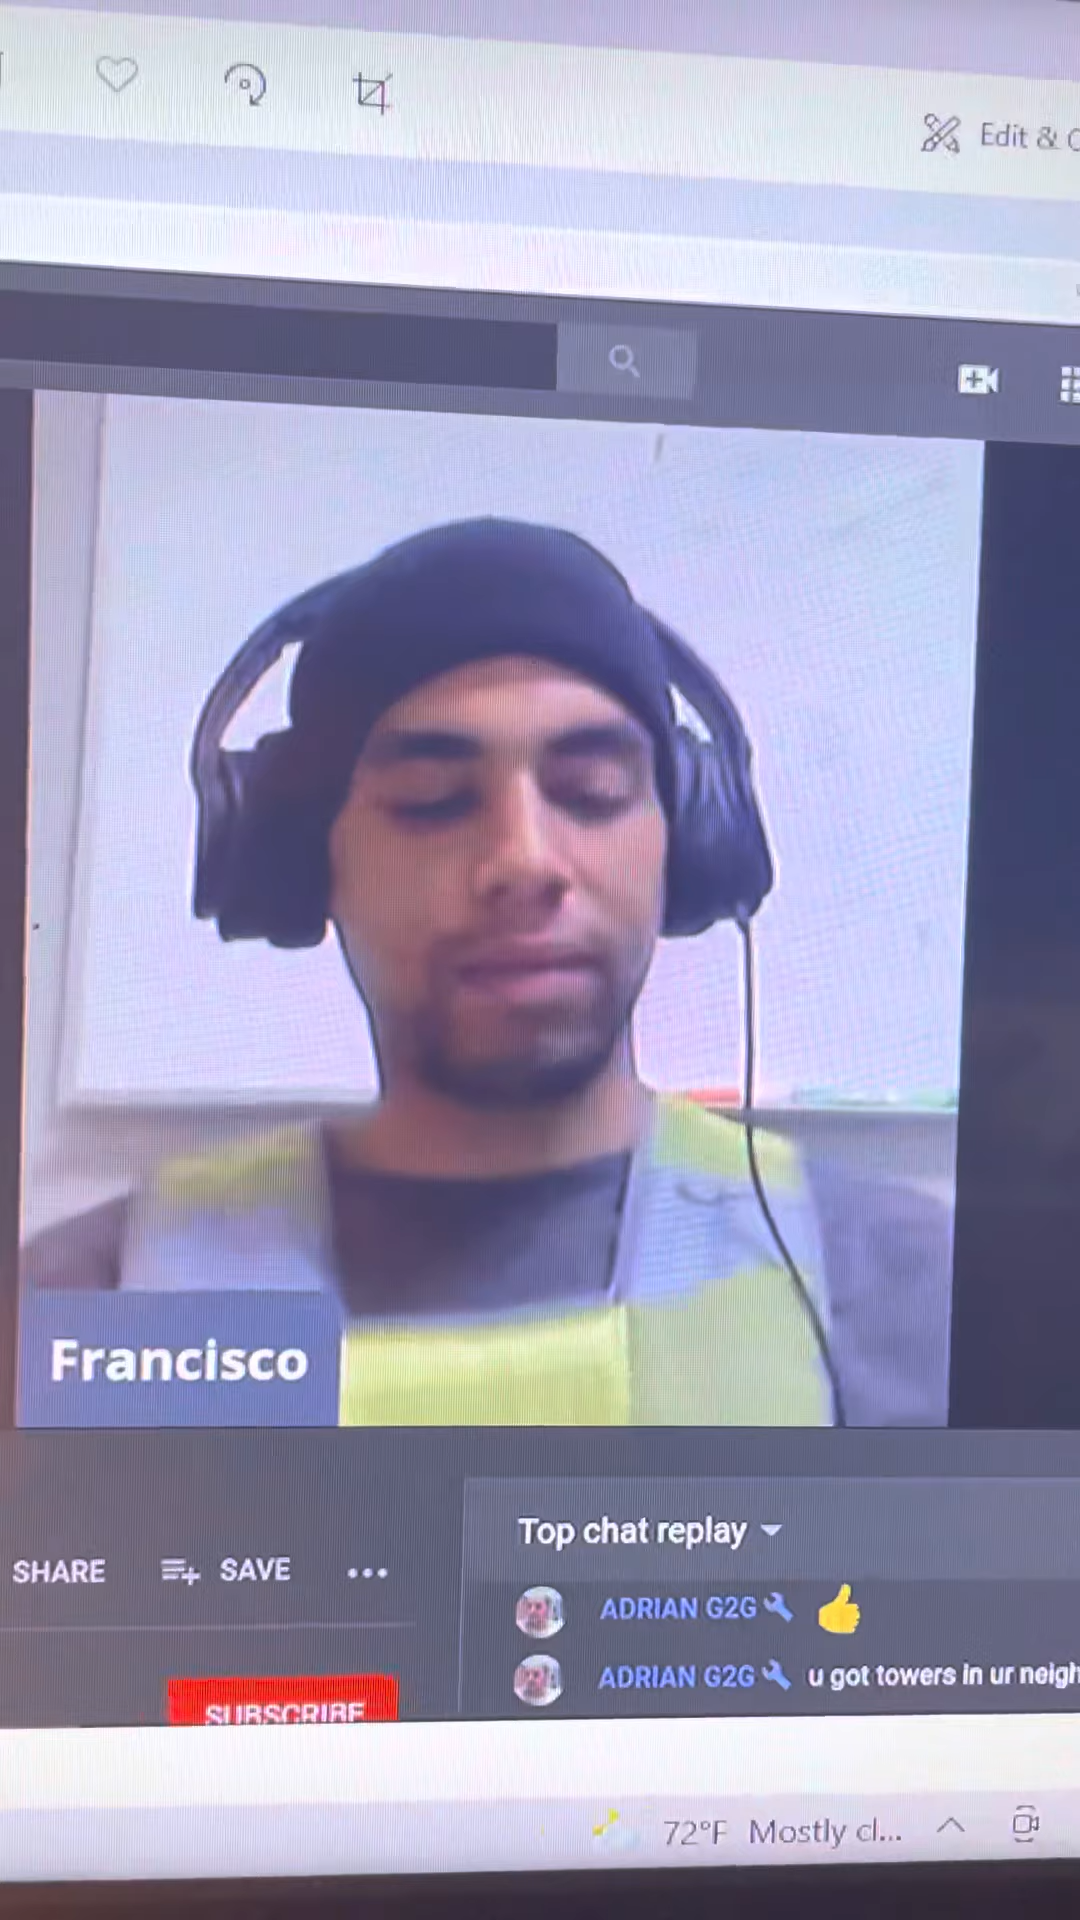 Edit &
Francisco
Top chat replay
SHARE
SAVE
ADRIAN G2G
ADRIAN G2G u got towers in ur neigh
SUBSCRIBE
72°F Mostly cl...